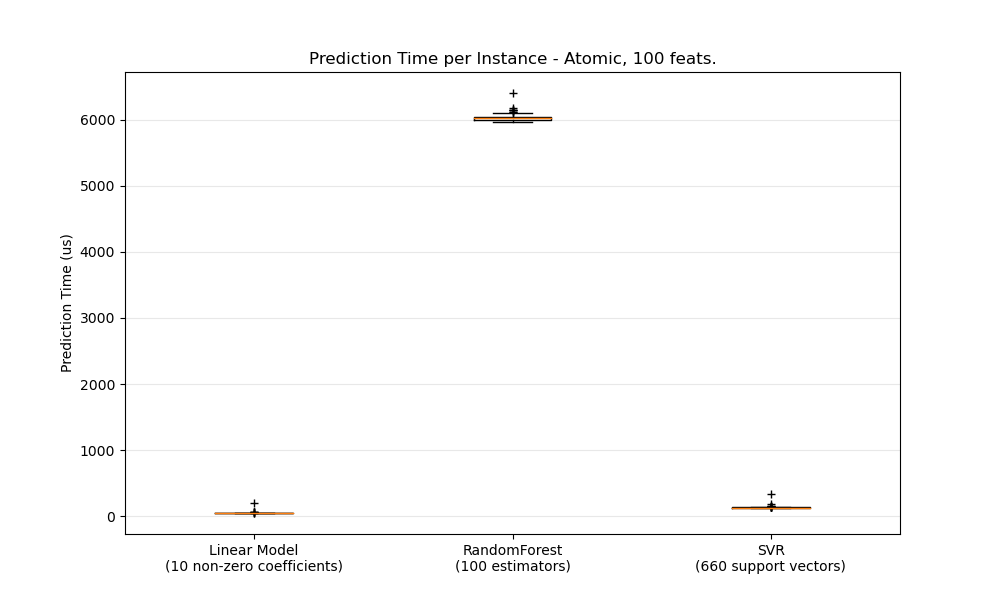 Prediction Time per Instance - Atomic, 100 feats.
Prediction Time (us)
6000
5000
4000
3000
2000
1000
0
Linear Model
(10 non-zero coefficients)
RandomForest
(100 estimators)
SVR
(660 support vectors)